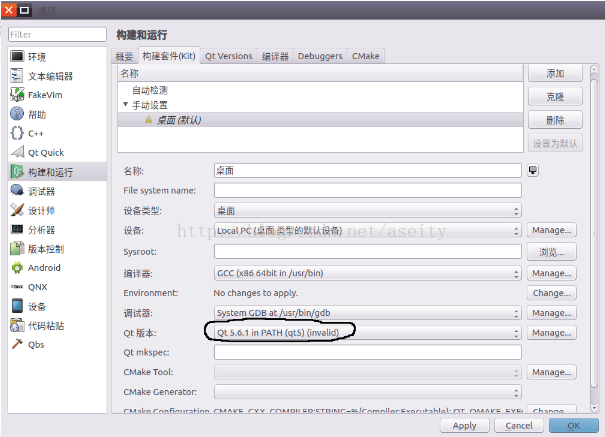 选项
Filter
构建和运行
环境
文本编辑器
FakeVim
帮助
C++
Qt Quick
构建和运行
调试器
设计师
分析器
版本控制
Android
QNX
设备
代码粘贴
Qbs
概要 构建套件(Kit) Qt Versions 编译器 Debuggers CMake
名称
自动检测
手动设置
桌面 (默认)
添加
克隆
删除
设置为默认
名称: 桌面
File system name:
设备类型: 桌面
设备: Local PC (桌面 类型的默认设备) Manage...
Sysroot: 浏览...
编译器: GCC (x86 64bit in /usr/bin) Manage...
Environment: No changes to apply. Change...
调试器: System GDB at /usr/bin/gdb Manage...
Qt 版本: Qt 5.6.1 in PATH (qt5) (invalid) Manage...
Qt mkspec:
CMake Tool: Manage...
CMake Generator:
CMake Configuration CMAKE_CXX_COMPILER:STRING=%{Compiler:Executable} Change...
Apply Cancel OK